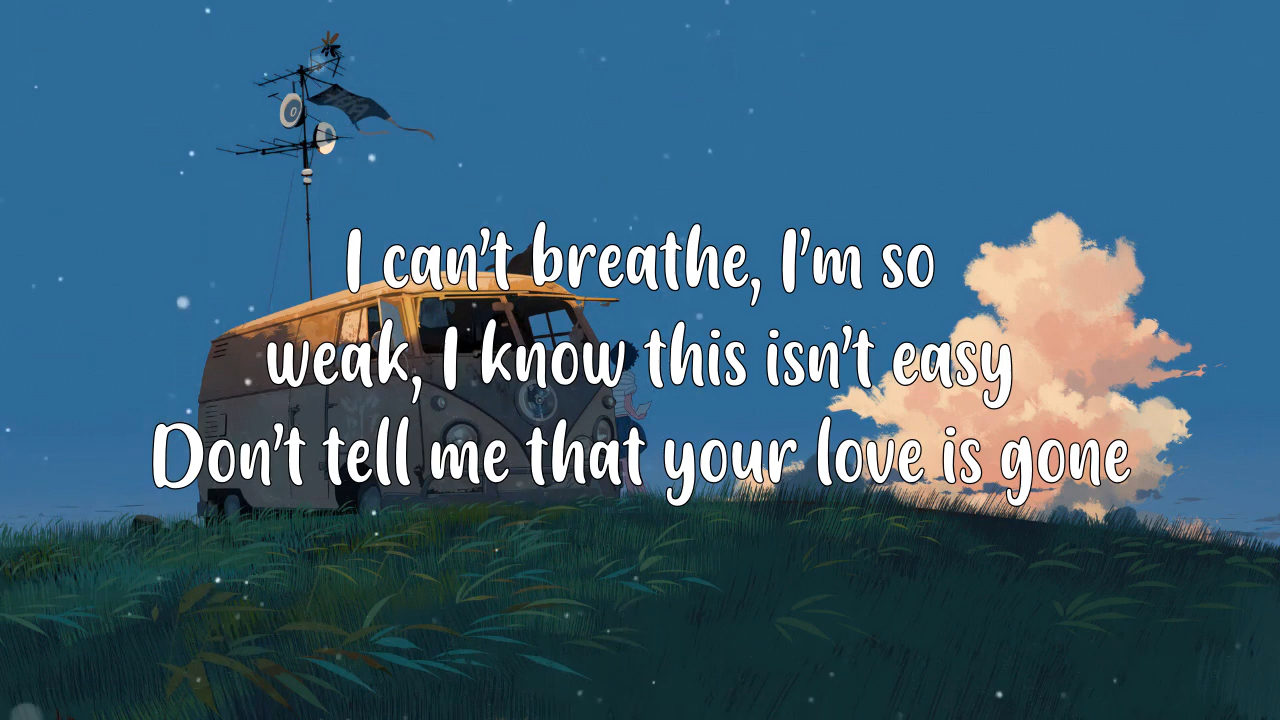 I can't breathe, I'm so
weak, I know this isn't easy
Don't tell me that your love is gone